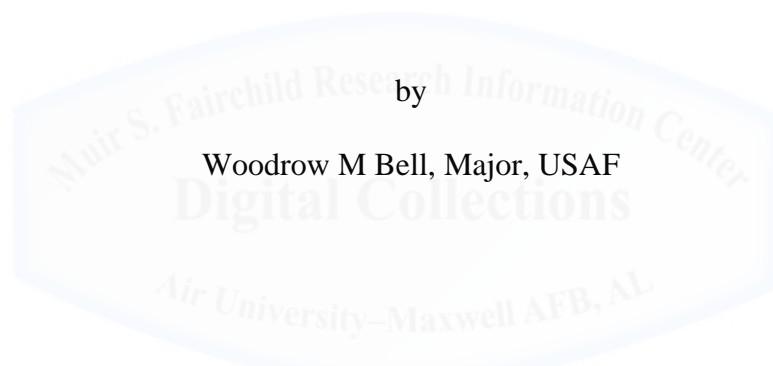 Muir S. Fairchild Research Information Center
by
Woodrow M Bell, Major, USAF
Digital Collections
Air University–Maxwell AFB, AL